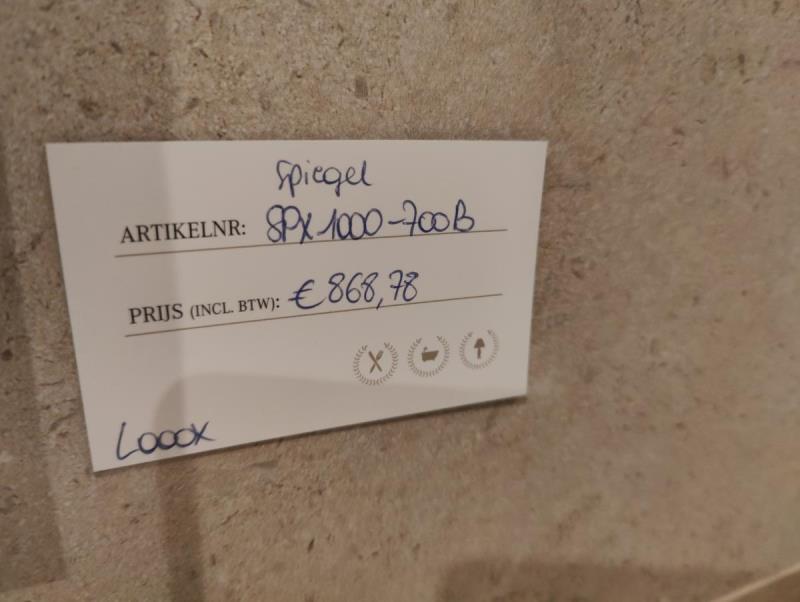 Spiegel
ARTIKELNR: SPX1000-700B
PRIJS (INCL. BTW): € 868,78
Looox